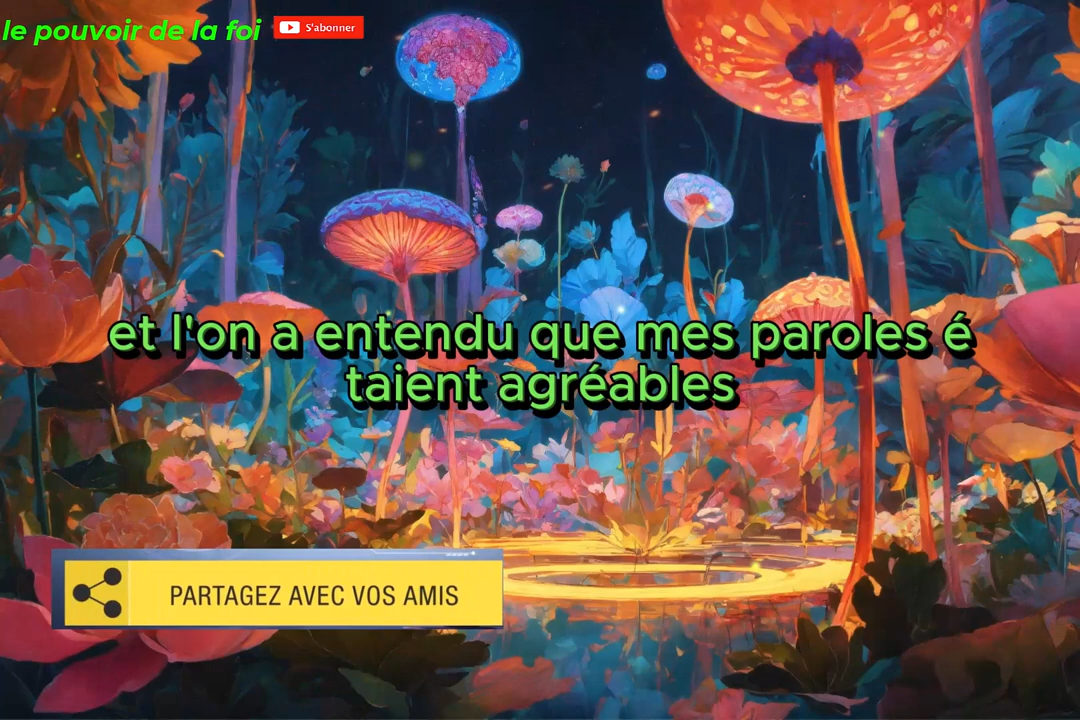 le pouvoir de la foi
S'abonner
et l'on a entendu que mes paroles é
taient agréables
PARTAGEZ AVEC VOS AMIS